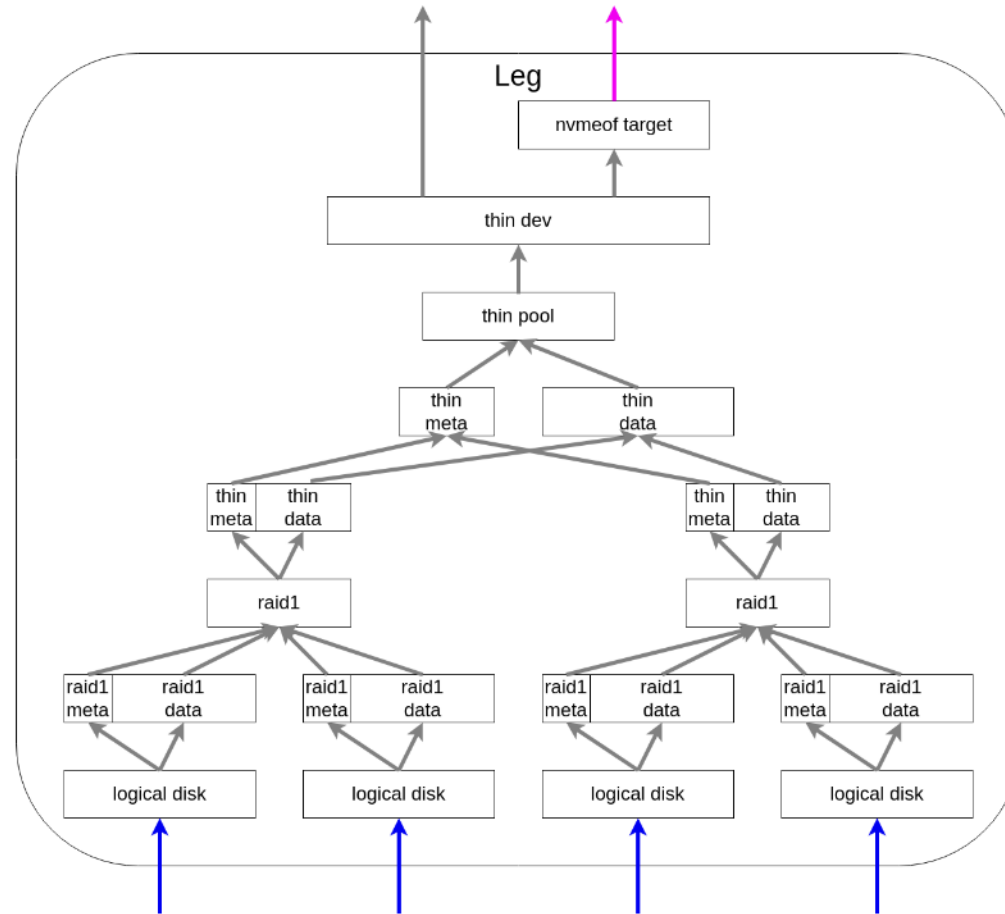 Leg
nvmeof target
thin dev
thin pool
thin
meta
thin
data
thin
meta
thin
data
thin
meta
thin
data
raid1
raid1
raid1
meta
raid1
data
raid1
meta
raid1
data
raid1
meta
raid1
data
raid1
meta
raid1
data
logical disk
logical disk
logical disk
logical disk